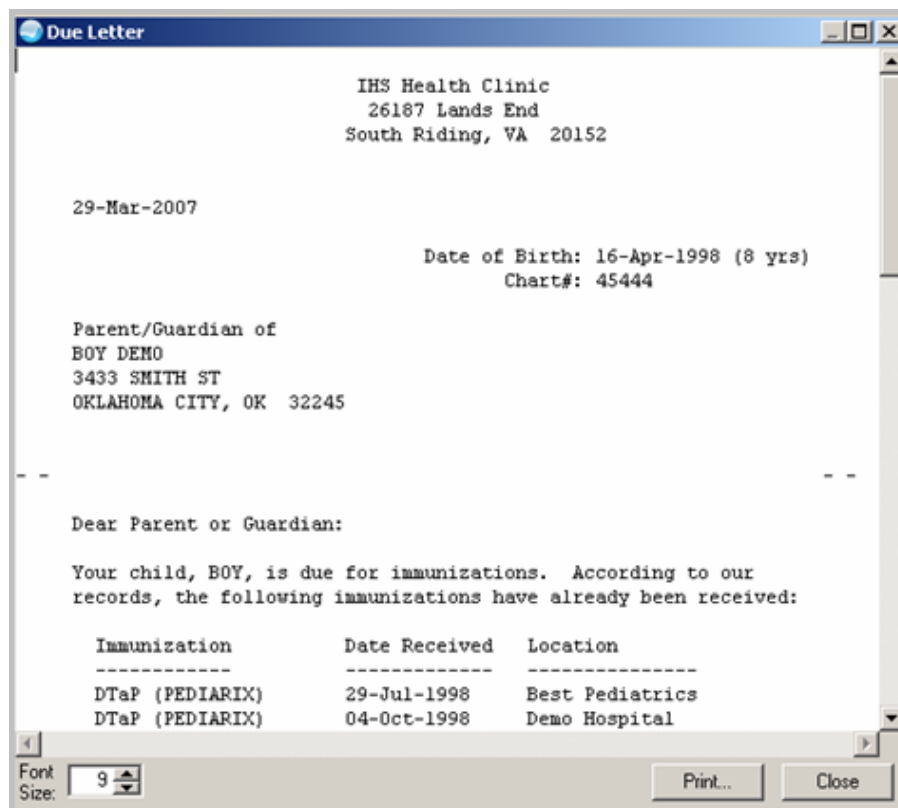 Due Letter
IHS Health Clinic
26187 Lands End
South Riding, VA  20152
29-Mar-2007
Date of Birth: 16-Apr-1998 (8 yrs)
Chart#: 45444
Parent/Guardian of
BOY DEMO
3433 SMITH ST
OKLAHOMA CITY, OK  32245
- - - -
Dear Parent or Guardian:
Your child, BOY, is due for immunizations.  According to our
records, the following immunizations have already been received:
Immunization Date Received Location
------------ ------------- ---------------
DTaP (PEDIARIX) 29-Jul-1998 Best Pediatrics
DTaP (PEDIARIX) 04-Oct-1998 Demo Hospital
Font Size: 9 Print... Close